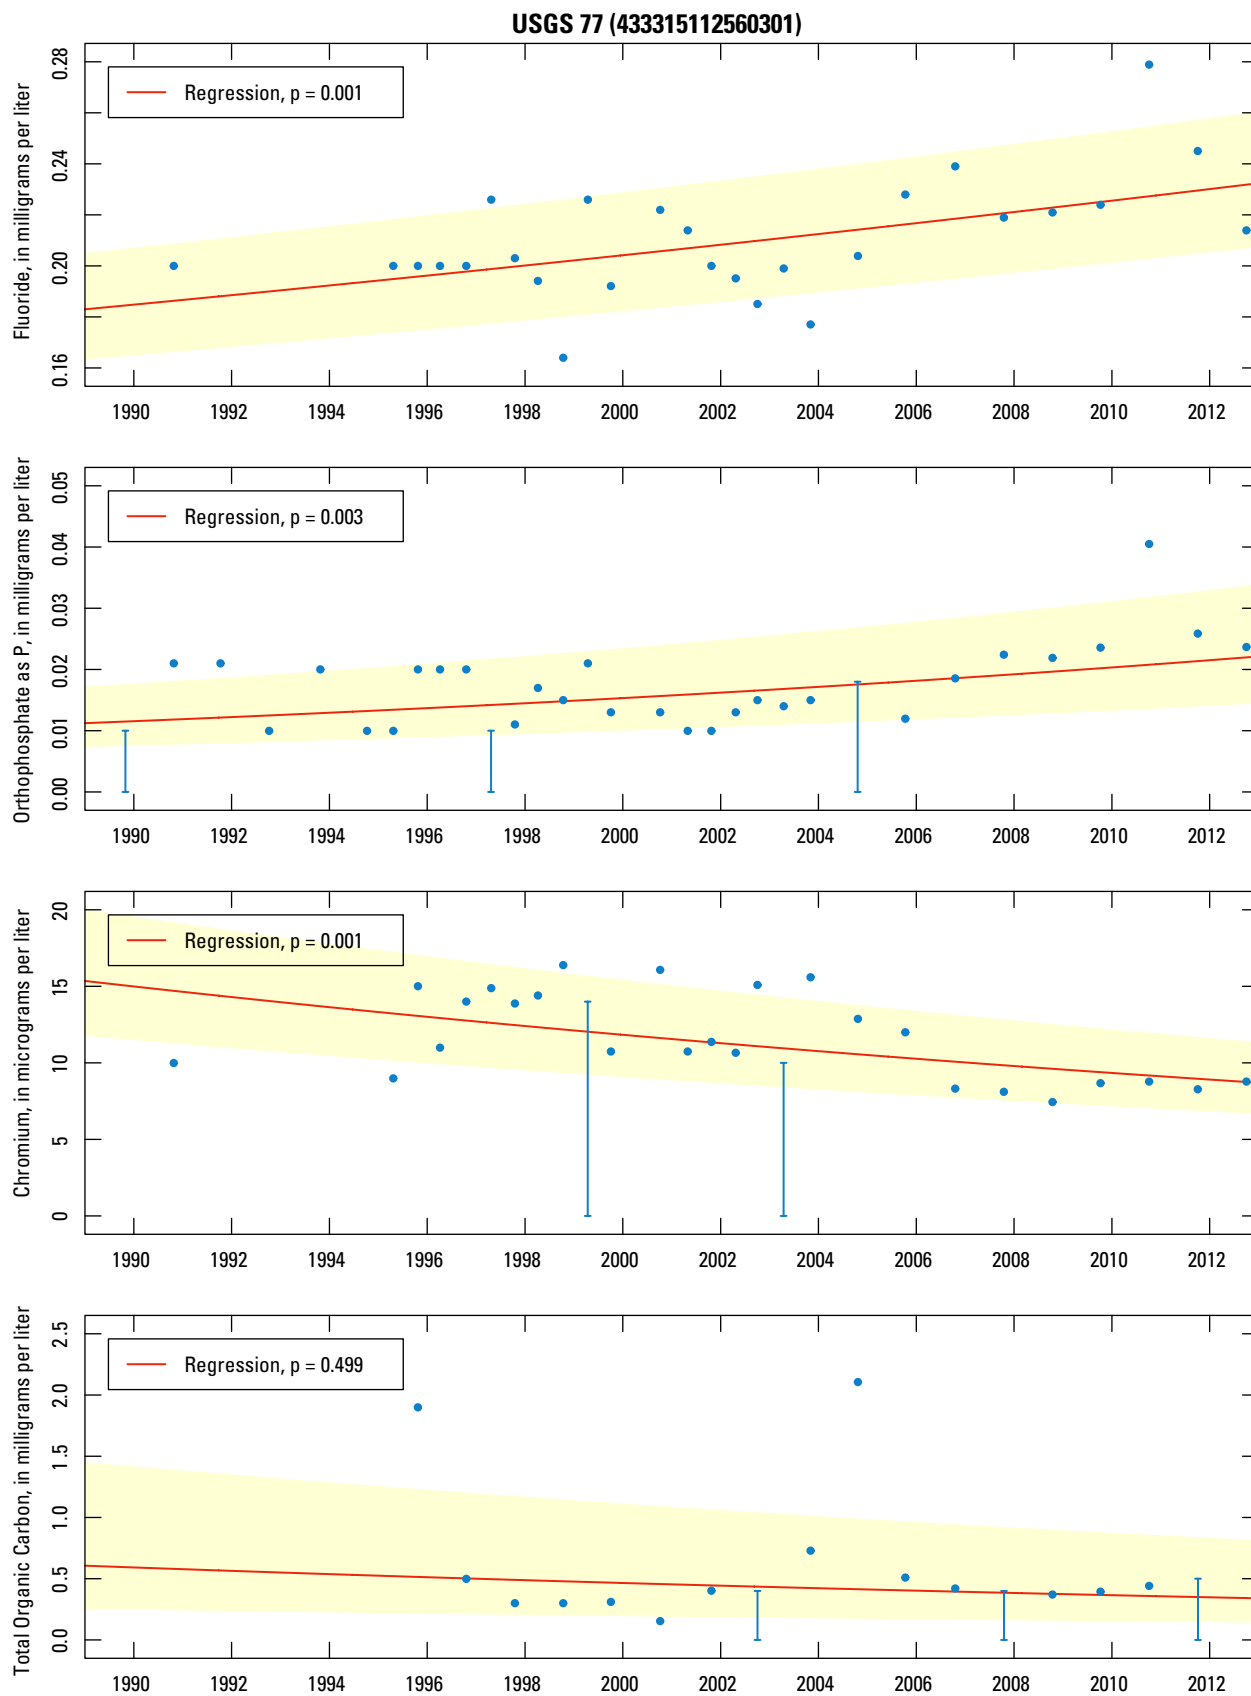 USGS 77 (433315112560301)
Fluoride, in milligrams per liter
0.28
0.24
0.20
0.16
Regression, p = 0.001
1990 1992 1994 1996 1998 2000 2002 2004 2006 2008 2010 2012
Orthophosphate as P, in milligrams per liter
0.05
0.04
0.03
0.02
0.01
0.00
Regression, p = 0.003
1990 1992 1994 1996 1998 2000 2002 2004 2006 2008 2010 2012
Chromium, in micrograms per liter
20
15
10
5
0
Regression, p = 0.001
1990 1992 1994 1996 1998 2000 2002 2004 2006 2008 2010 2012
Total Organic Carbon, in milligrams per liter
2.5
2.0
1.5
1.0
0.5
0.0
Regression, p = 0.499
1990 1992 1994 1996 1998 2000 2002 2004 2006 2008 2010 2012